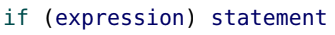 if (expression) statement